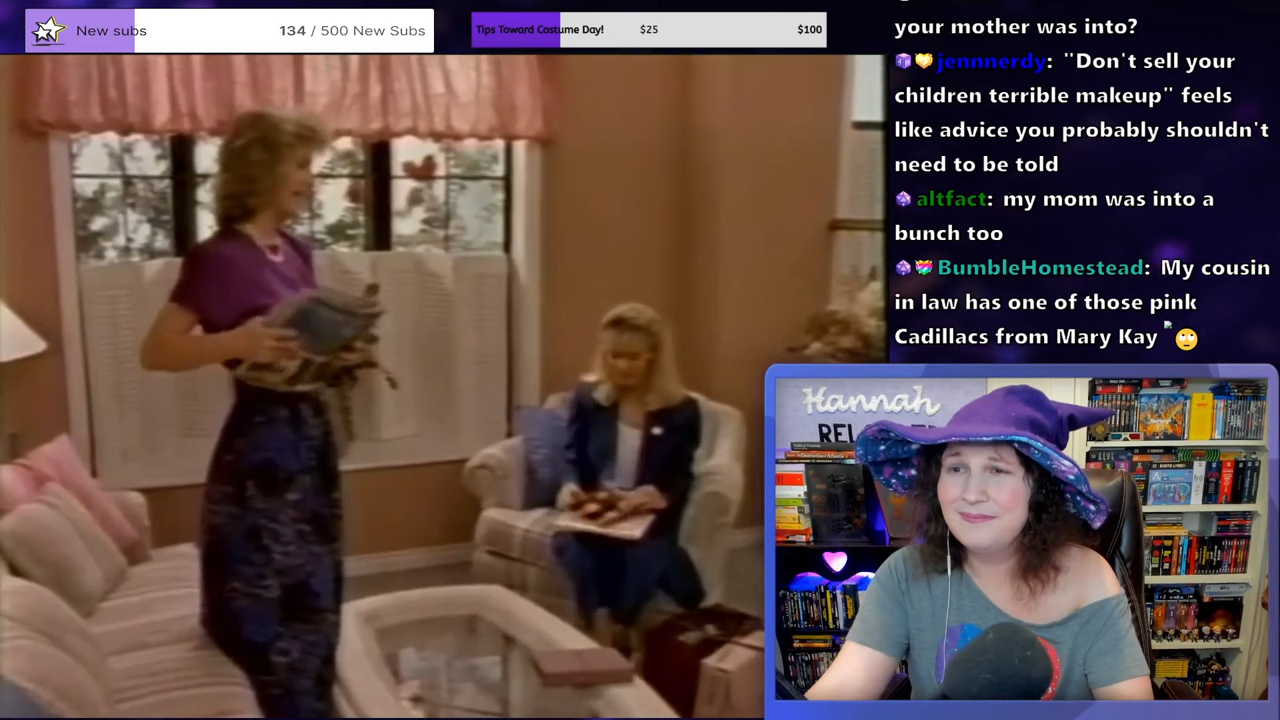 New subs
134 / 500 New Subs
Tips Toward Costume Day!
$25
$100
your mother was into?
jennnerdy: "Don't sell your
children terrible makeup" feels
like advice you probably shouldn't
need to be told
altfact: my mom was into a
bunch too
BumbleHomestead: My cousin
in law has one of those pink
Cadillacs from Mary Kay
Hannah